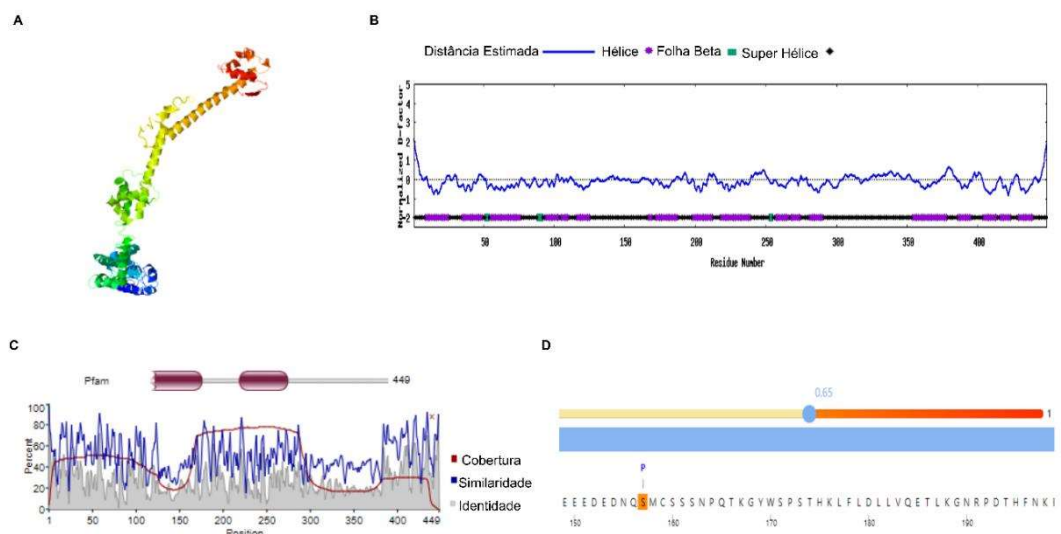 A
B
Distância Estimada Hélice Folha Beta Super Hélice
Normalized B-factor
5
4
3
2
1
0
-1
-2
50 100 150 200 250 300 350 400
Residue Number
C
Pfam 449
Percent
100
80
60
40
20
0
1 50 100 150 200 250 300 350 400 449
Position
Cobertura
Similaridade
Identidade
D
0.65
1
P
E E E D E D N Q S M C S S S N P Q T K G Y W S P S T H K L F L D L L V Q E T L K G N R P D T H F N K I
150 160 170 180 190